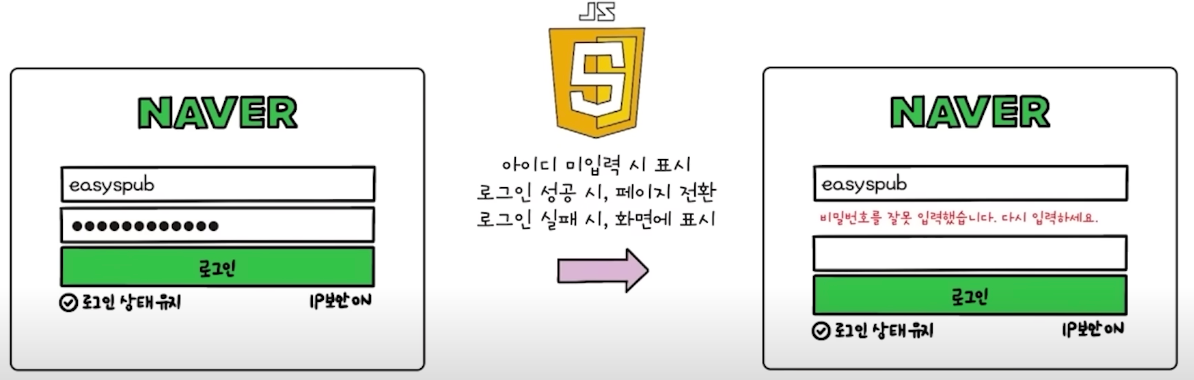 JS
5
NAVER
easyspub
●●●●●●●●●●●●
로그인
로그인 상태 유지
IP보안 ON
아이디 미입력 시 표시
로그인 성공 시, 페이지 전환
로그인 실패 시, 화면에 표시
NAVER
easyspub
비밀번호를 잘못 입력했습니다. 다시 입력하세요.
로그인
로그인 상태 유지
IP보안 ON